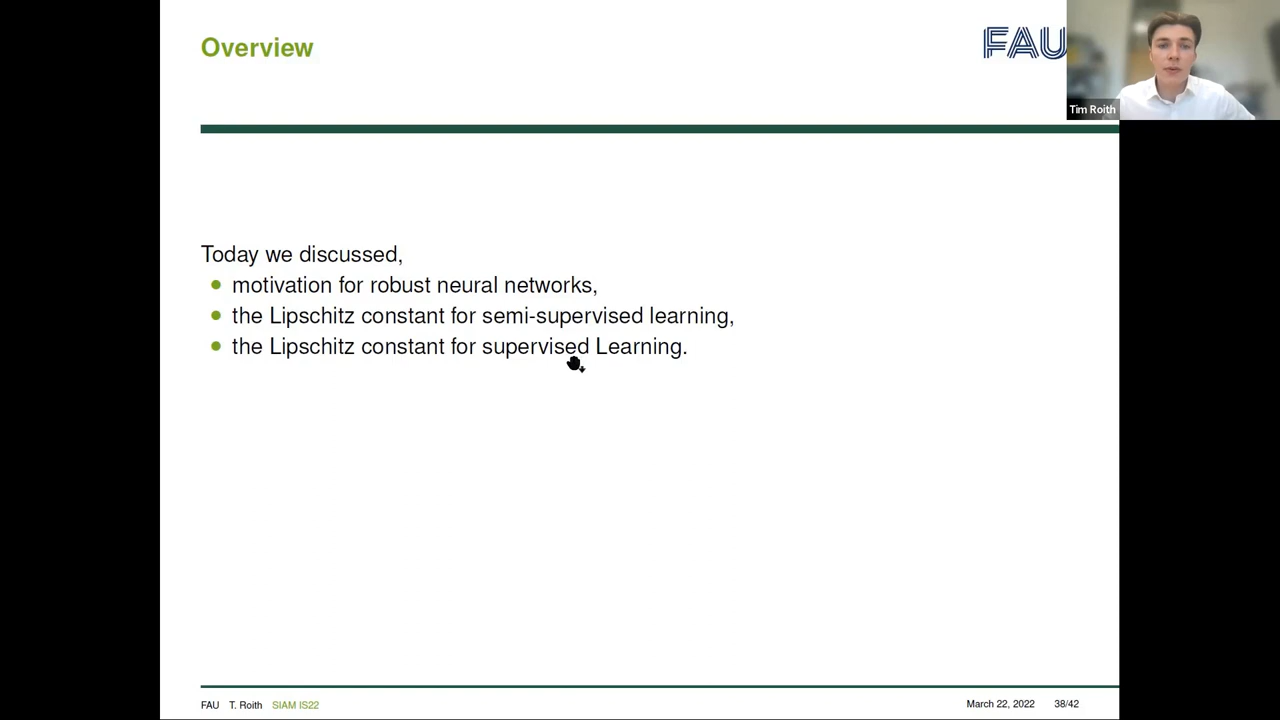 Overview
FAU
Tim Roith
Today we discussed,
motivation for robust neural networks,
the Lipschitz constant for semi-supervised learning,
the Lipschitz constant for supervised Learning.
FAU T. Roith SIAM IS22 March 22, 2022 38/42